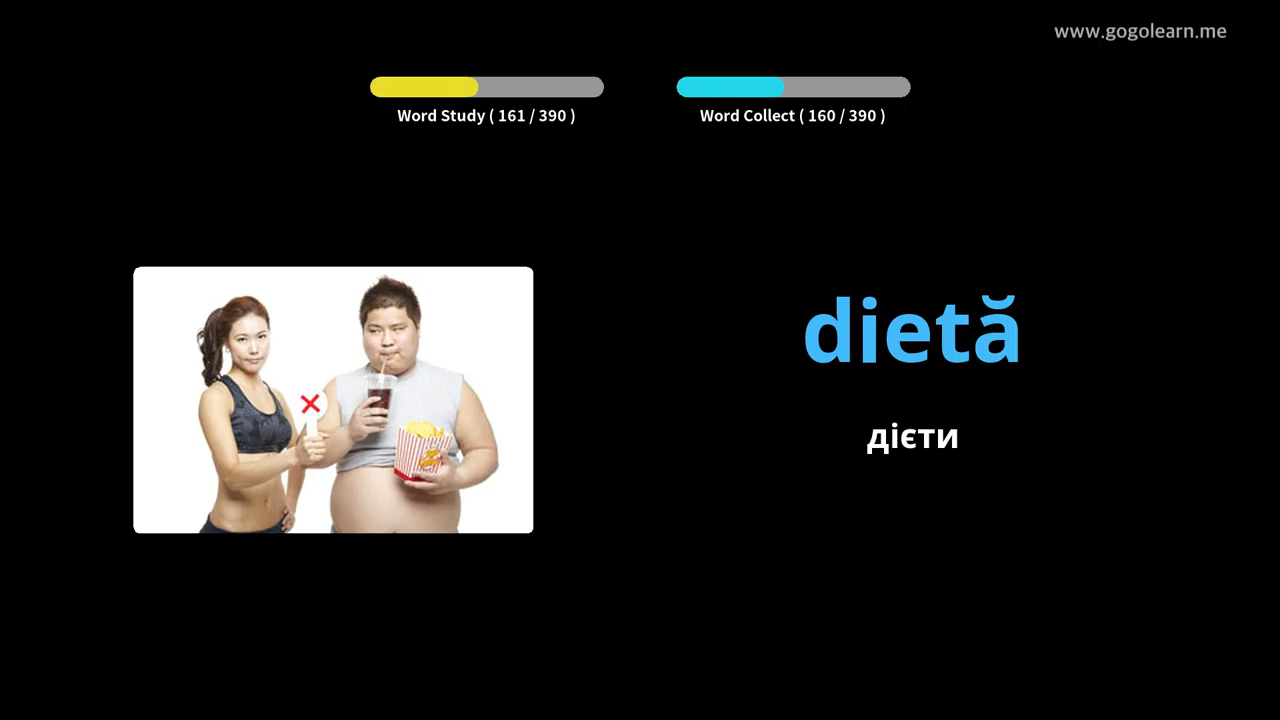 www.gogolearn.me
Word Study ( 161 / 390 )
Word Collect ( 160 / 390 )
dietă
дієти